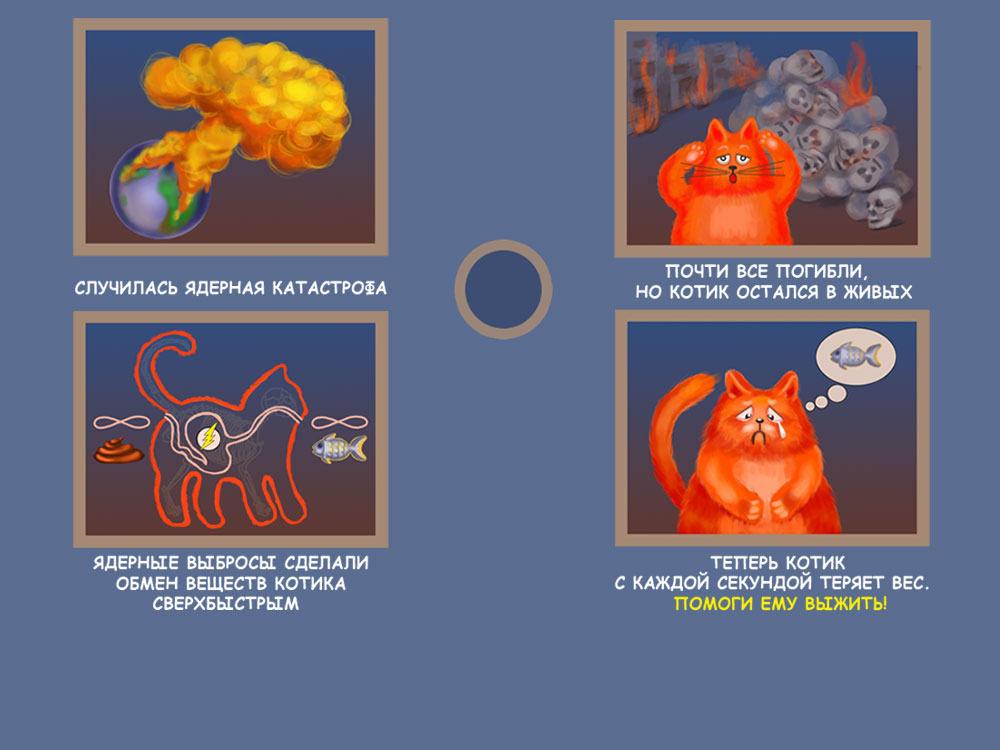 СЛУЧИЛАСЬ ЯДЕРНАЯ КАТАСТРОФА
ПОЧТИ ВСЕ ПОГИБЛИ,
НО КОТИК ОСТАЛСЯ В ЖИВЫХ
ЯДЕРНЫЕ ВЫБРОСЫ СДЕЛАЛИ
ОБМЕН ВЕЩЕСТВ КОТИКА
СВЕРХБЫСТРЫМ
ТЕПЕРЬ КОТИК
С КАЖДОЙ СЕКУНДОЙ ТЕРЯЕТ ВЕС.
ПОМОГИ ЕМУ ВЫЖИТЬ!